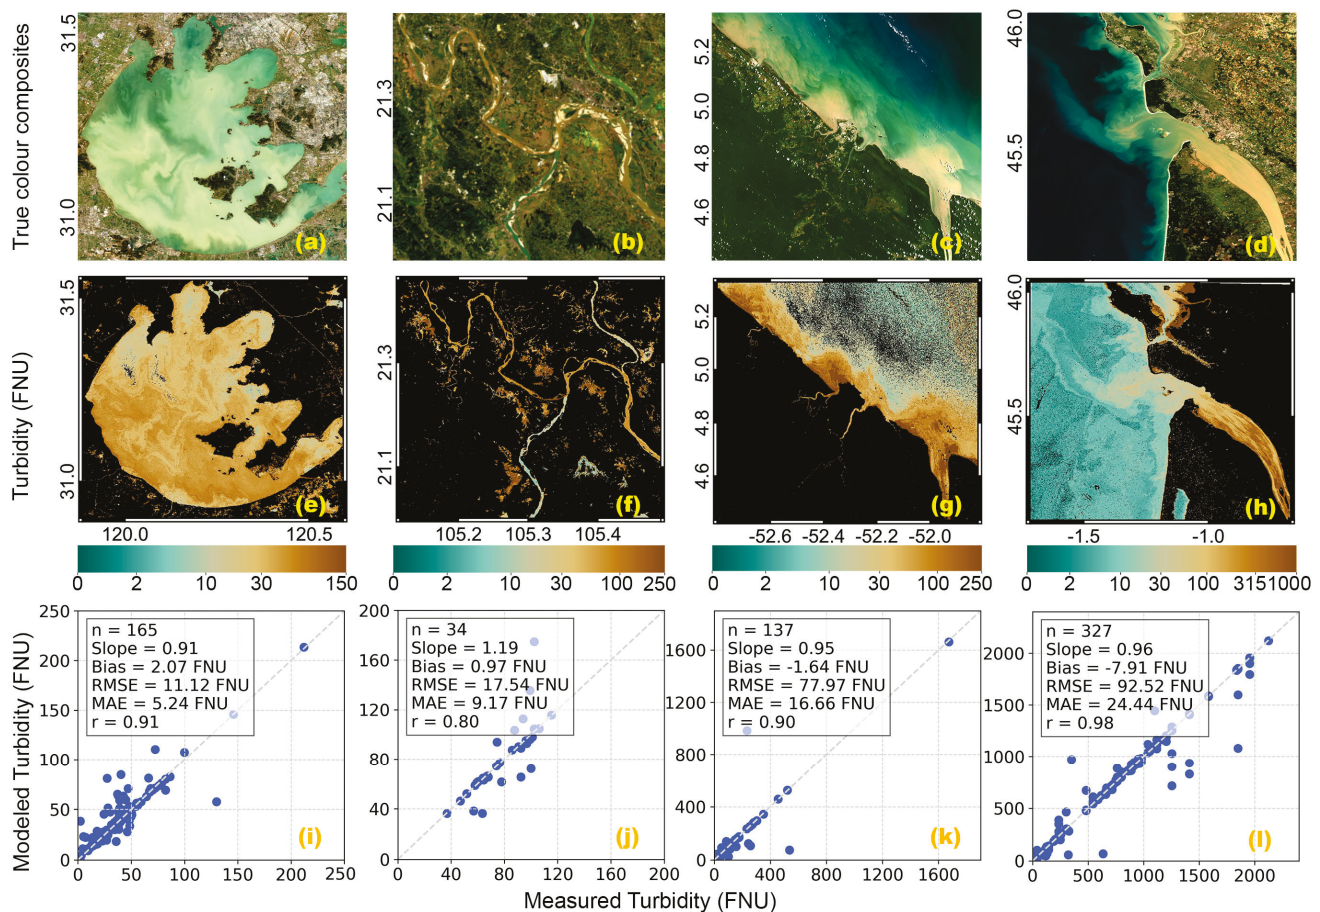 True colour composites
31.5
31.0
(a)
21.3
21.1
(b)
5.2
5.0
4.8
4.6
(c)
46.0
45.5
(d)
Turbidity (FNU)
31.5
31.0
(e)
120.0 120.5
21.3
21.1
(f)
105.2 105.3 105.4
5.2
5.0
4.8
4.6
(g)
-52.6 -52.4 -52.2 -52.0
46.0
45.5
(h)
-1.5 -1.0
0 2 10 30 150
0 2 10 30 100 250
0 2 10 30 100 250
0 2 10 30 100 315 1000
Modeled Turbidity (FNU)
250
200
150
100
50
0
n = 165
Slope = 0.91
Bias = 2.07 FNU
RMSE = 11.12 FNU
MAE = 5.24 FNU
r = 0.91
(i)
0 50 100 150 200 250
200
160
120
80
40
0
n = 34
Slope = 1.19
Bias = 0.97 FNU
RMSE = 17.54 FNU
MAE = 9.17 FNU
r = 0.80
(j)
0 40 80 120 160 200
1600
1200
800
400
0
n = 137
Slope = 0.95
Bias = -1.64 FNU
RMSE = 77.97 FNU
MAE = 16.66 FNU
r = 0.90
(k)
0 400 800 1200 1600
2000
1500
1000
500
0
n = 327
Slope = 0.96
Bias = -7.91 FNU
RMSE = 92.52 FNU
MAE = 24.44 FNU
r = 0.98
(l)
0 500 1000 1500 2000
Measured Turbidity (FNU)